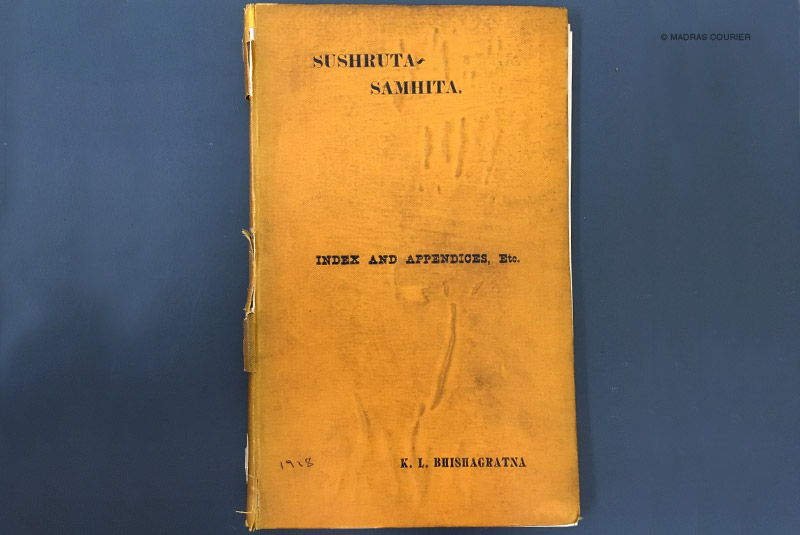 © MADRAS COURIER
SUSHRUTA-
SAMHITA.
INDEX AND APPENDICES, Etc.
1918
K. L. BHISHAGRATNA